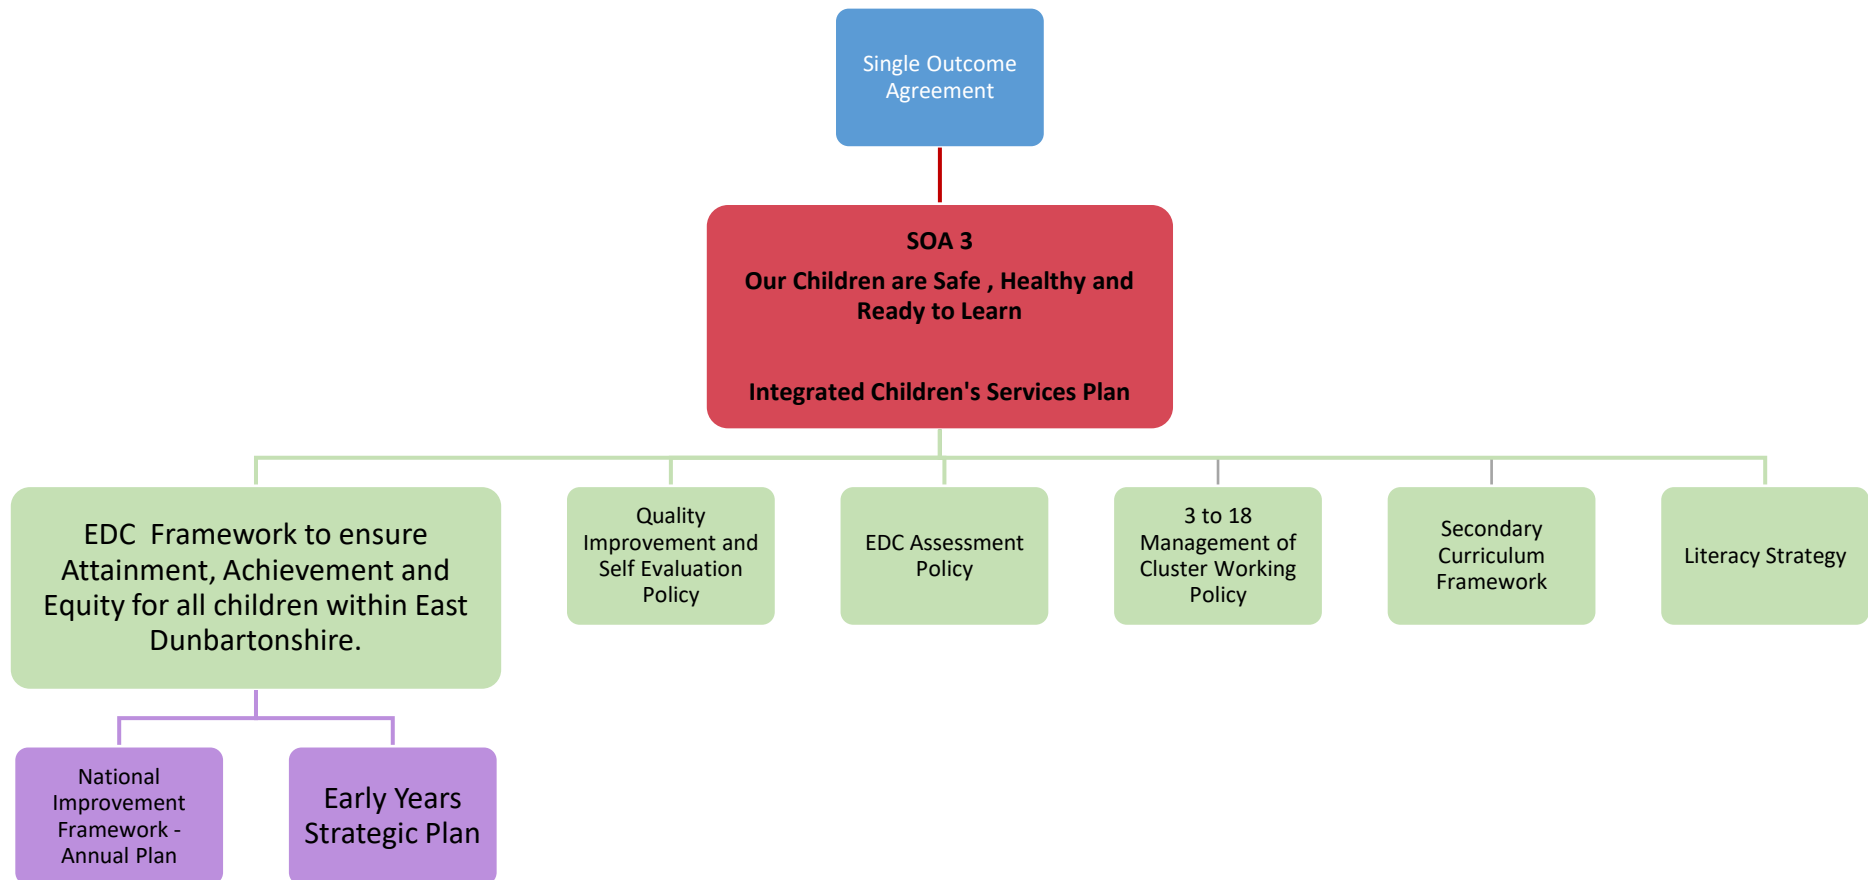 Single Outcome
Agreement
SOA 3
Our Children are Safe , Healthy and
Ready to Learn
Integrated Children's Services Plan
EDC  Framework to ensure
Attainment, Achievement and
Equity for all children within East
Dunbartonshire.
Quality
Improvement and
Self Evaluation
Policy
EDC Assessment
Policy
3 to 18
Management of
Cluster Working
Policy
Secondary
Curriculum
Framework
Literacy Strategy
National
Improvement
Framework -
Annual Plan
Early Years
Strategic Plan